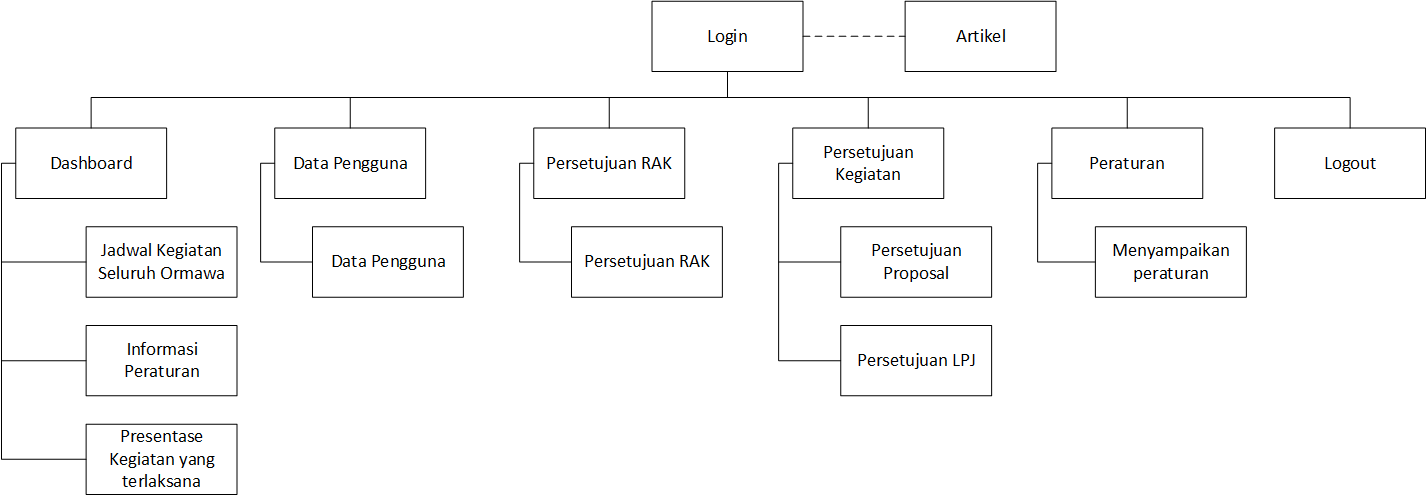 Login
Artikel
Dashboard
Data Pengguna
Persetujuan RAK
Persetujuan
Kegiatan
Peraturan
Logout
Jadwal Kegiatan
Seluruh Ormawa
Data Pengguna
Persetujuan RAK
Persetujuan
Proposal
Menyampaikan
peraturan
Informasi
Peraturan
Persetujuan LPJ
Presentase
Kegiatan yang
terlaksana